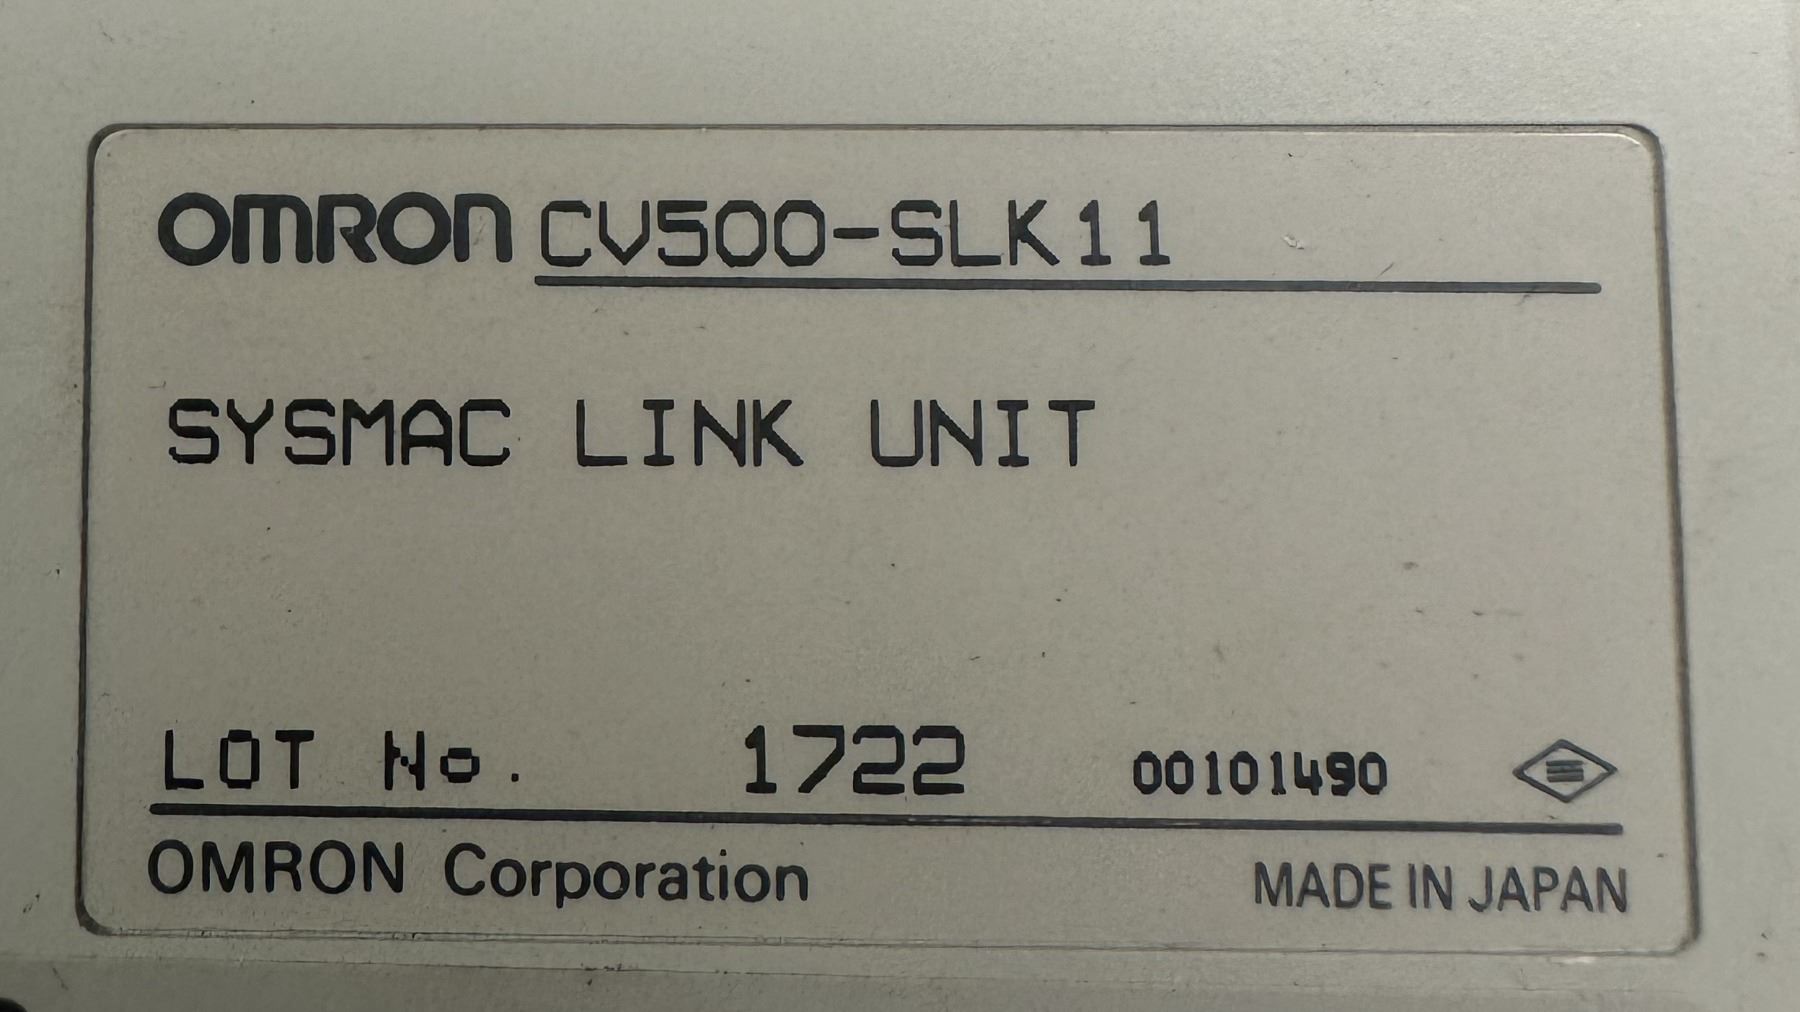 OMRON CV500-SLK11
SYSMAC LINK UNIT
LOT No. 1722 00101490
OMRON Corporation MADE IN JAPAN